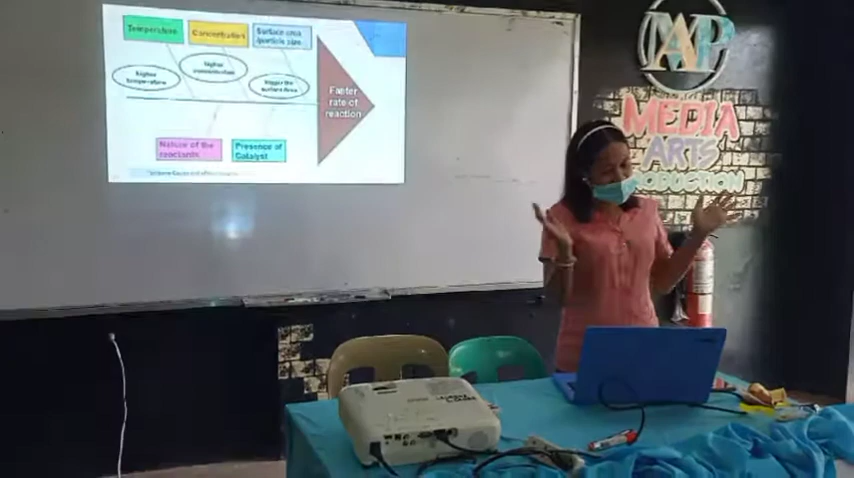 Temperature
Concentration
Surface area
/particle size
higher
temperature
higher
concentration
bigger the
surface area
Faster
rate of
reaction
Nature of the
reactants
Presence of
Catalyst
MAP
MEDIA
ARTS
PRODUCTION